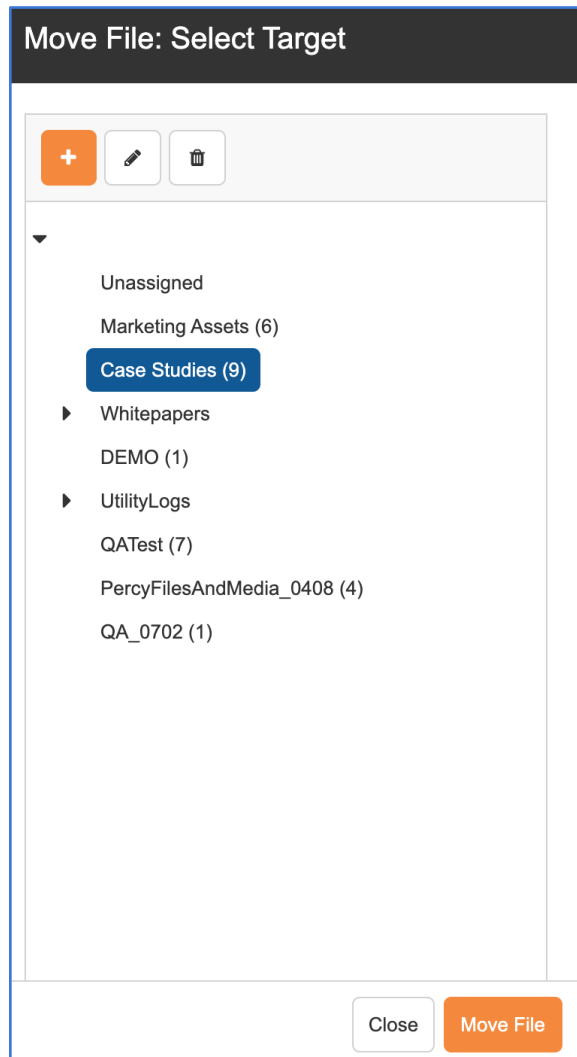 Move File: Select Target
Unassigned
Marketing Assets (6)
Case Studies (9)
Whitepapers
DEMO (1)
UtilityLogs
QATest (7)
PercyFilesAndMedia_0408 (4)
QA_0702 (1)
Close
Move File